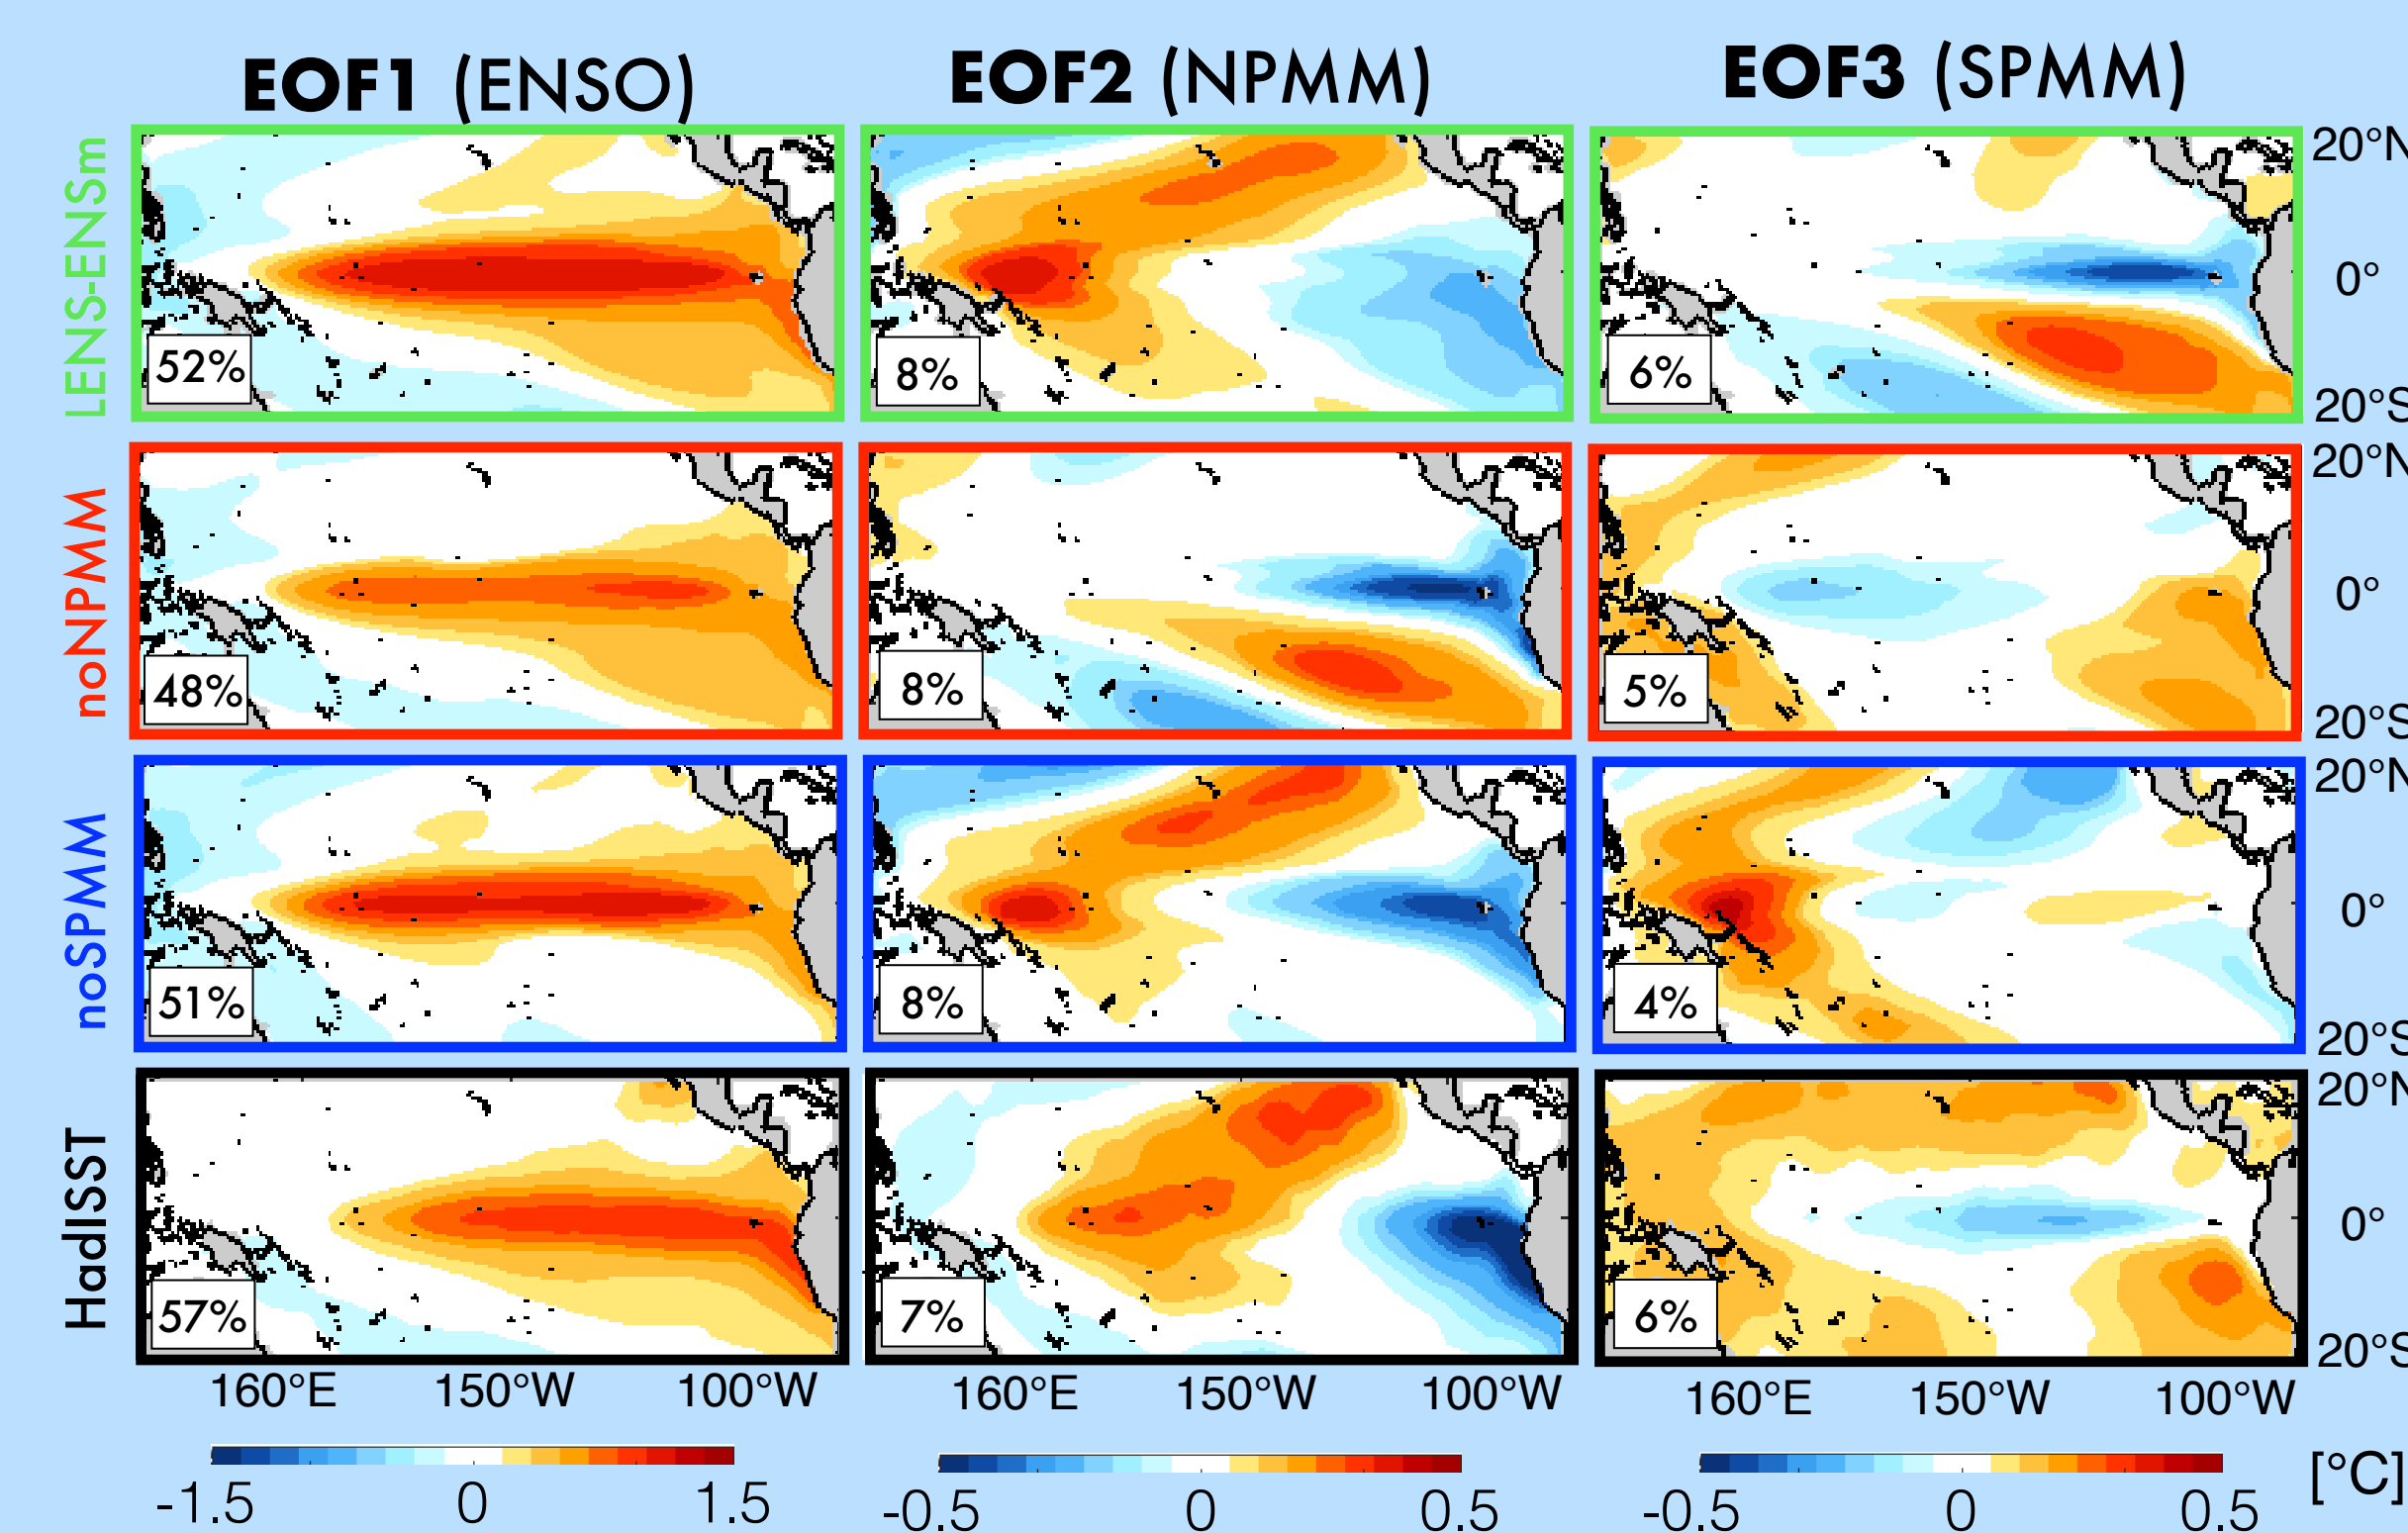 EOF1 (ENSO) EOF2 (NPMM) EOF3 (SPMM)
LENS-ENSm
52% 8% 6%
20°N
0°
20°S
noNPMM
48% 8% 5%
20°N
0°
20°S
noSPMM
51% 8% 4%
20°N
0°
20°S
HadISST
57% 7% 6%
20°N
0°
20°S
160°E 150°W 100°W 160°E 150°W 100°W 160°E 150°W 100°W
-1.5 0 1.5 -0.5 0 0.5 -0.5 0 0.5 [°C]